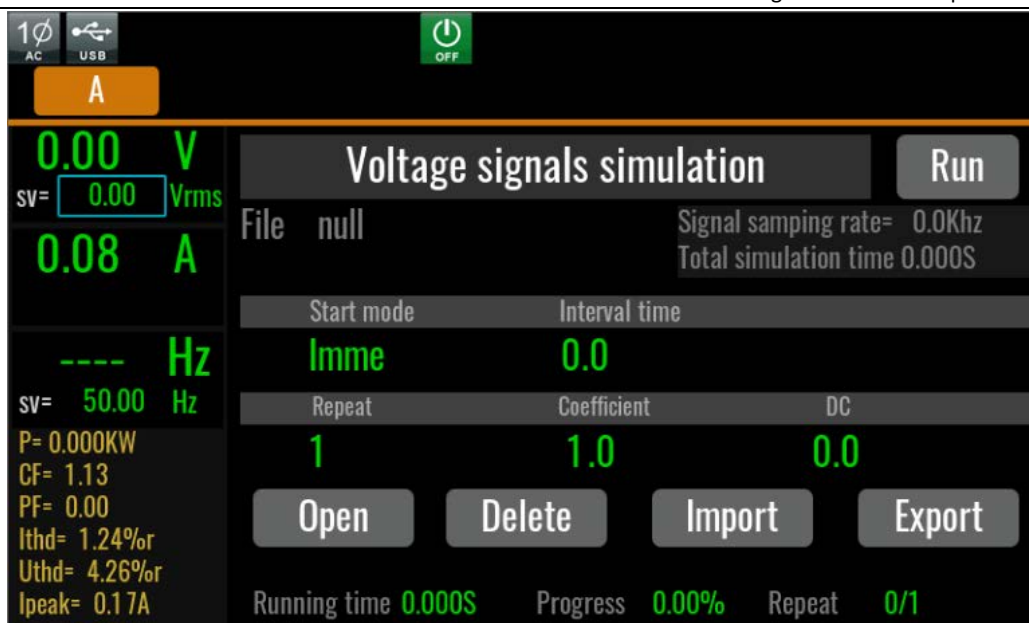 1Ø
AC
USB
OFF
A
0.00 V
sv= 0.00 Vrms
0.08 A
---- Hz
sv= 50.00 Hz
P= 0.000KW
CF= 1.13
PF= 0.00
Ithd= 1.24%r
Uthd= 4.26%r
Ipeak= 0.17A
Voltage signals simulation
Run
File null
Signal samping rate= 0.0Khz
Total simulation time 0.000S
Start mode Interval time
Imme 0.0
Repeat Coefficient DC
1 1.0 0.0
Open Delete Import Export
Running time 0.000S Progress 0.00% Repeat 0/1